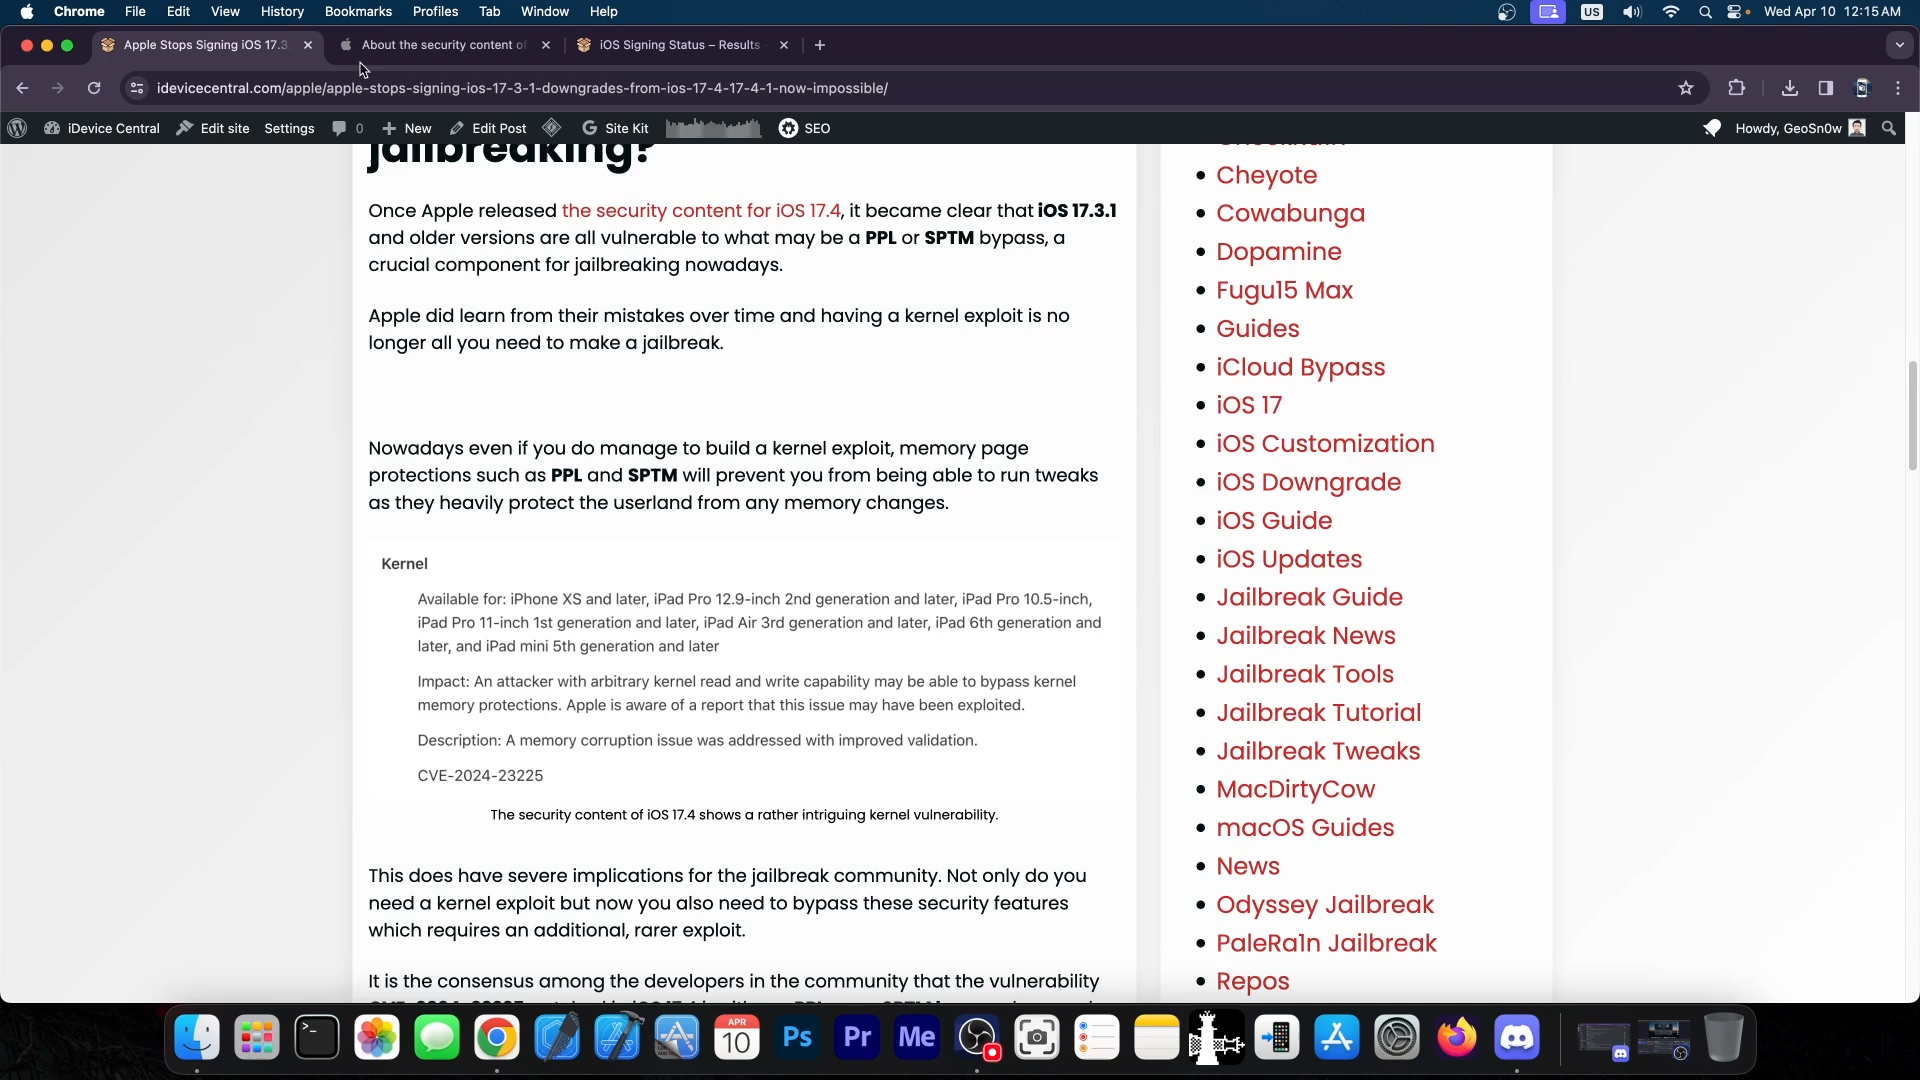 Chrome File Edit View History Bookmarks Profiles Tab Window Help US Wed Apr 10 12:15 AM
Apple Stops Signing iOS 17.3 About the security content of iOS Signing Status – Results
idevicecentral.com/apple/apple-stops-signing-ios-17-3-1-downgrades-from-ios-17-4-17-4-1-now-impossible/
iDevice Central Edit site Settings 0 New Edit Post Site Kit SEO Howdy, GeoSn0w
jailbreaking?
Once Apple released the security content for iOS 17.4, it became clear that iOS 17.3.1
and older versions are all vulnerable to what may be a PPL or SPTM bypass, a
crucial component for jailbreaking nowadays.
Apple did learn from their mistakes over time and having a kernel exploit is no
longer all you need to make a jailbreak.
Nowadays even if you do manage to build a kernel exploit, memory page
protections such as PPL and SPTM will prevent you from being able to run tweaks
as they heavily protect the userland from any memory changes.
Kernel
Available for: iPhone XS and later, iPad Pro 12.9-inch 2nd generation and later, iPad Pro 10.5-inch,
iPad Pro 11-inch 1st generation and later, iPad Air 3rd generation and later, iPad 6th generation and
later, and iPad mini 5th generation and later
Impact: An attacker with arbitrary kernel read and write capability may be able to bypass kernel
memory protections. Apple is aware of a report that this issue may have been exploited.
Description: A memory corruption issue was addressed with improved validation.
CVE-2024-23225
The security content of iOS 17.4 shows a rather intriguing kernel vulnerability.
This does have severe implications for the jailbreak community. Not only do you
need a kernel exploit but now you also need to bypass these security features
which requires an additional, rarer exploit.
It is the consensus among the developers in the community that the vulnerability
Cheyote
Cowabunga
Dopamine
Fugu15 Max
Guides
iCloud Bypass
iOS 17
iOS Customization
iOS Downgrade
iOS Guide
iOS Updates
Jailbreak Guide
Jailbreak News
Jailbreak Tools
Jailbreak Tutorial
Jailbreak Tweaks
MacDirtyCow
macOS Guides
News
Odyssey Jailbreak
PaleRa1n Jailbreak
Repos
APR
10
Ps
Pr
Me